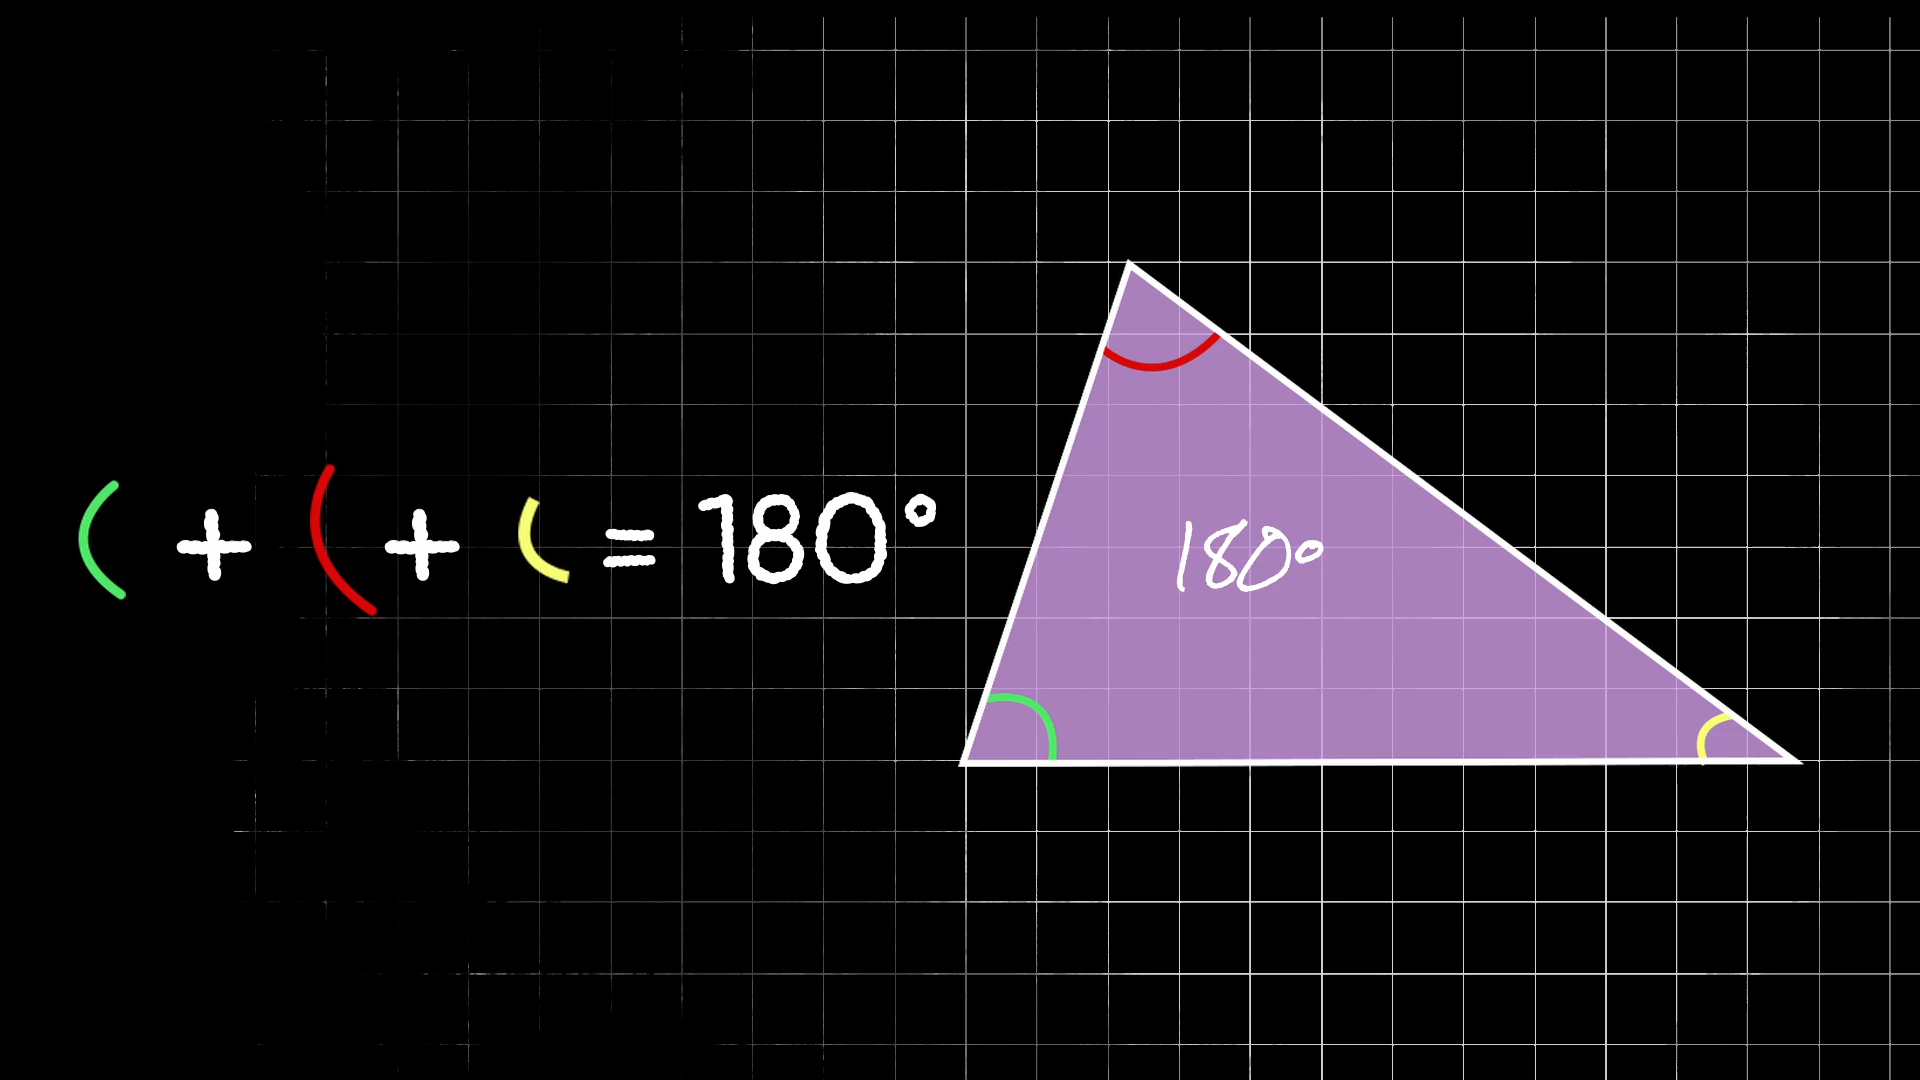 + + = 180°
180°